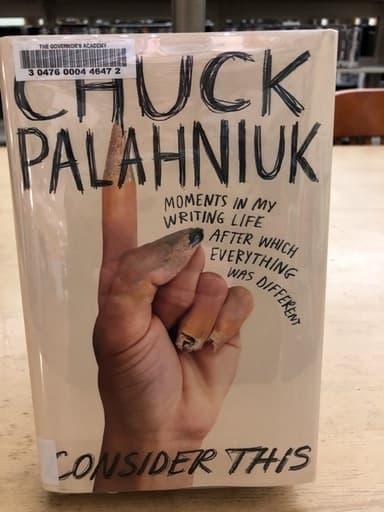 THE GOVERNOR'S ACADEMY
3 0476 0004 4647 2
CHUCK
PALAHNIUK
MOMENTS IN MY
WRITING LIFE
AFTER WHICH
EVERYTHING
WAS DIFFERENT
CONSIDER THIS